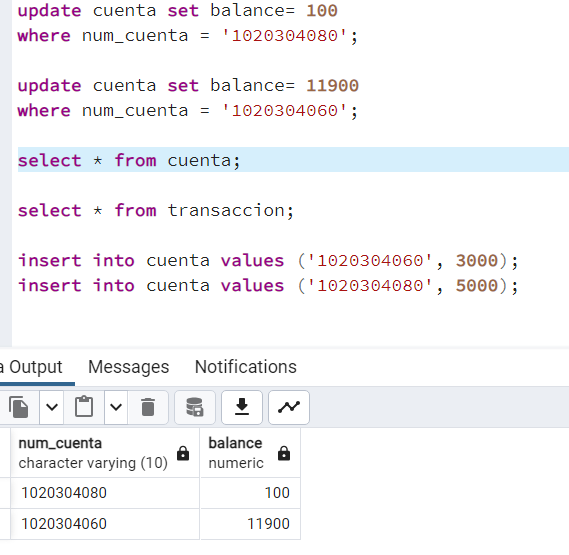 update cuenta set balance= 100
where num_cuenta = '1020304080';
update cuenta set balance= 11900
where num_cuenta = '1020304060';
select * from cuenta;
select * from transaccion;
insert into cuenta values ('1020304060', 3000);
insert into cuenta values ('1020304080', 5000);
a Output Messages Notifications
num_cuenta balance
character varying (10) numeric
1020304080 100
1020304060 11900